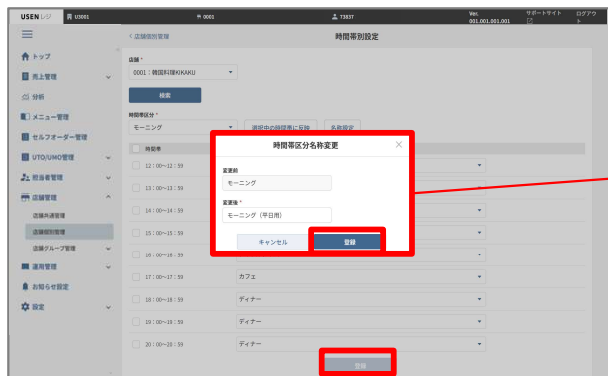 USEN レジ U3001 0001 T3837 Ver. 001.001.001.001 サポートサイト ログアウト
< 店舗個別管理 時間帯別設定
トップ
売上管理
分析
メニュー管理
セルフオーダー管理
UTO/UMO管理
担当者管理
店舗管理
店舗共通管理
店舗個別管理
店舗グループ管理
運用管理
お知らせ設定
設定
店舗 *
0001：韓国料理KIKAKU
検索
時間帯区分 *
モーニング 選択中の時間帯に反映 名称設定
時間帯
12：00〜12：59
13：00〜13：59
14：00〜14：59
15：00〜15：59
16：00〜16：59
17：00〜17：59 カフェ
18：00〜18：59 ディナー
19：00〜19：59 ディナー
20：00〜20：59 ディナー
登録
時間帯区分名称変更
変更前
モーニング
変更後 *
モーニング（平日用）
キャンセル 登録